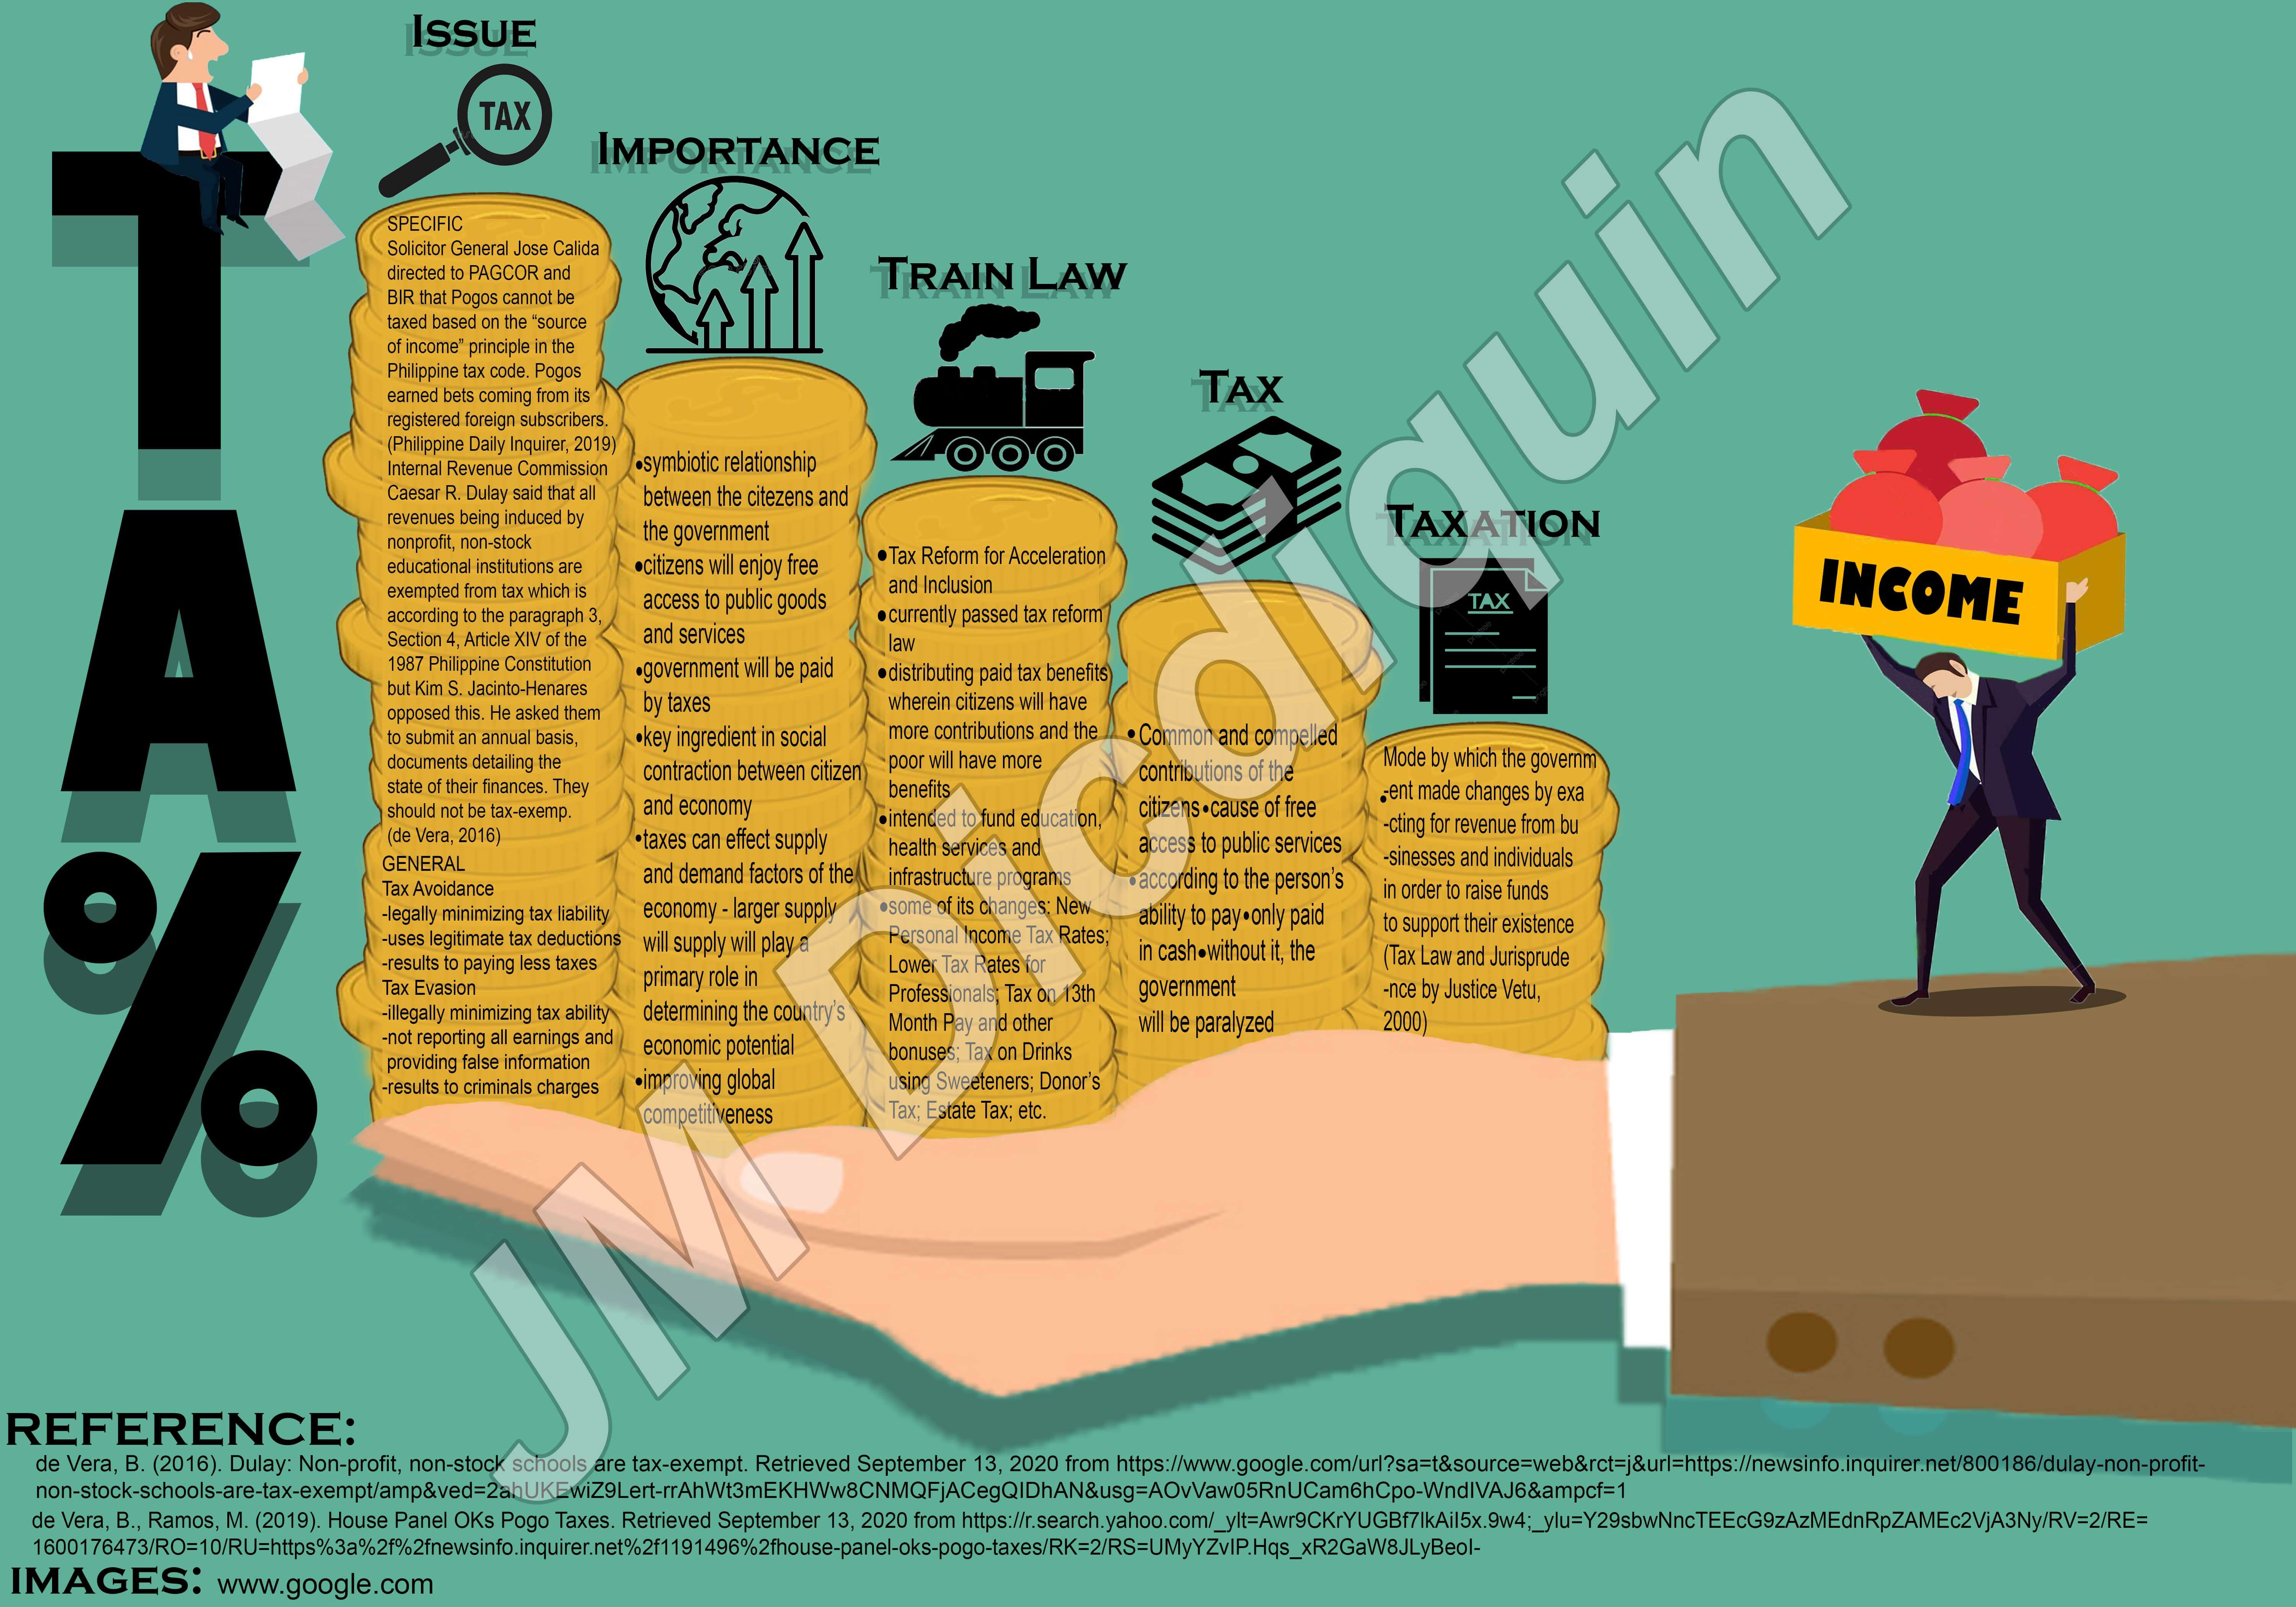 TA%
ISSUE
TAX
SPECIFIC
Solicitor General Jose Calida
directed to PAGCOR and
BIR that Pogos cannot be
taxed based on the “source
of income” principle in the
Philippine tax code. Pogos
earned bets coming from its
registered foreign subscribers.
(Philippine Daily Inquirer, 2019)
Internal Revenue Commission
Caesar R. Dulay said that all
revenues being induced by
nonprofit, non-stock
educational institutions are
exempted from tax which is
according to the paragraph 3,
Section 4, Article XIV of the
1987 Philippine Constitution
but Kim S. Jacinto-Henares
opposed this. He asked them
to submit an annual basis,
documents detailing the
state of their finances. They
should not be tax-exemp.
(de Vera, 2016)
GENERAL
Tax Avoidance
-legally minimizing tax liability
-uses legitimate tax deductions
-results to paying less taxes
Tax Evasion
-illegally minimizing tax ability
-not reporting all earnings and
providing false information
-results to criminals charges
IMPORTANCE
•symbiotic relationship
between the citezens and
the government
•citizens will enjoy free
access to public goods
and services
•government will be paid
by taxes
•key ingredient in social
contraction between citizen
and economy
•taxes can effect supply
and demand factors of the
economy - larger supply
will supply will play a
primary role in
determining the country’s
economic potential
•improving global
competitiveness
TRAIN LAW
•Tax Reform for Acceleration
and Inclusion
•currently passed tax reform
law
•distributing paid tax benefits
wherein citizens will have
more contributions and the
poor will have more
benefits
•intended to fund education,
health services and
infrastructure programs
•some of its changes: New
Personal Income Tax Rates;
Lower Tax Rates for
Professionals; Tax on 13th
Month Pay and other
bonuses; Tax on Drinks
using Sweeteners; Donor’s
Tax; Estate Tax; etc.
TAX
•Common and compelled
contributions of the
citizens•cause of free
access to public services
•according to the person’s
ability to pay•only paid
in cash•without it, the
government
will be paralyzed
TAXATION
TAX
Mode by which the governm
•-ent made changes by exa
-cting for revenue from bu
-sinesses and individuals
in order to raise funds
to support their existence
(Tax Law and Jurisprude
-nce by Justice Vetu,
2000)
INCOME
JM Dicdiquin
REFERENCE:
de Vera, B. (2016). Dulay: Non-profit, non-stock schools are tax-exempt. Retrieved September 13, 2020 from https://www.google.com/url?sa=t&source=web&rct=j&url=https://newsinfo.inquirer.net/800186/dulay-non-profit-
non-stock-schools-are-tax-exempt/amp&ved=2ahUKEwiZ9Lert-rrAhWt3mEKHWw8CNMQFjACegQIDhAN&usg=AOvVaw05RnUCam6hCpo-WndIVAJ6&ampcf=1
de Vera, B., Ramos, M. (2019). House Panel OKs Pogo Taxes. Retrieved September 13, 2020 from https://r.search.yahoo.com/_ylt=Awr9CKrYUGBf7lkAiI5x.9w4;_ylu=Y29sbwNncTEEcG9zAzMEdnRpZAMEc2VjA3Ny/RV=2/RE=
1600176473/RO=10/RU=https%3a%2f%2fnewsinfo.inquirer.net%2f1191496%2fhouse-panel-oks-pogo-taxes/RK=2/RS=UMyYZvIP.Hqs_xR2GaW8JLyBeoI-
IMAGES: www.google.com